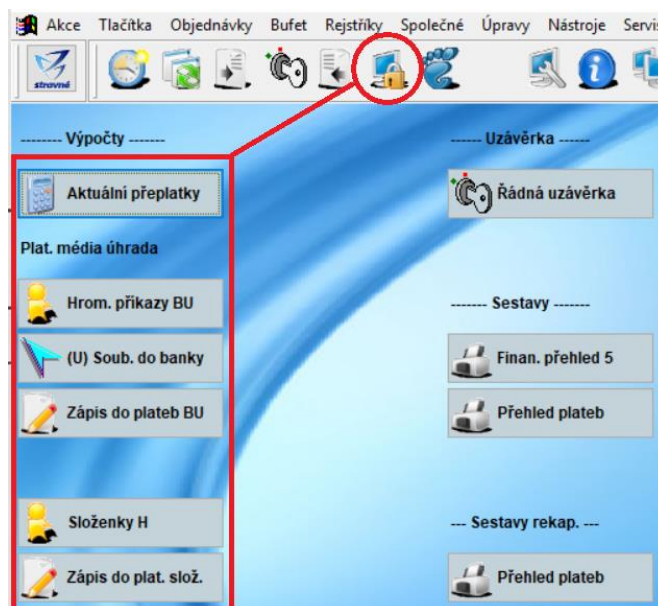 Akce Tlačítka Objednávky Bufet Rejstříky Společné Úpravy Nástroje Servis
stravné
-------- Výpočty -------
Aktuální přeplatky
Plat. média úhrada
Hrom. příkazy BU
(U) Soub. do banky
Zápis do plateb BU
Složenky H
Zápis do plat. slož.
------ Uzávěrka ------
Řádná uzávěrka
------- Sestavy -------
Finan. přehled 5
Přehled plateb
--- Sestavy rekap. ---
Přehled plateb